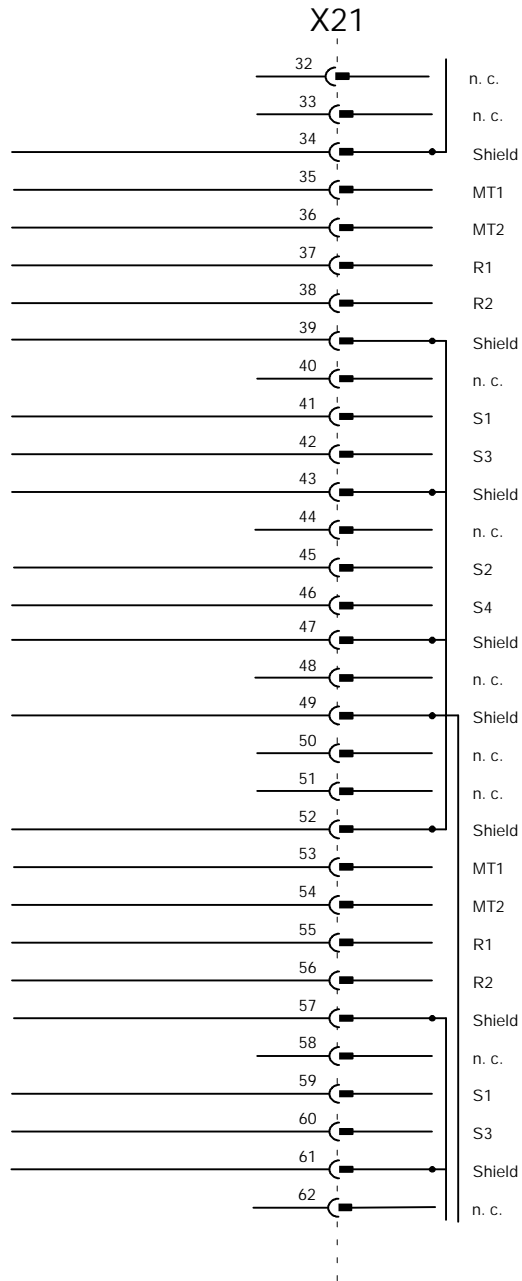 X21
32 n. c.
33 n. c.
34 Shield
35 MT1
36 MT2
37 R1
38 R2
39 Shield
40 n. c.
41 S1
42 S3
43 Shield
44 n. c.
45 S2
46 S4
47 Shield
48 n. c.
49 Shield
50 n. c.
51 n. c.
52 Shield
53 MT1
54 MT2
55 R1
56 R2
57 Shield
58 n. c.
59 S1
60 S3
61 Shield
62 n. c.